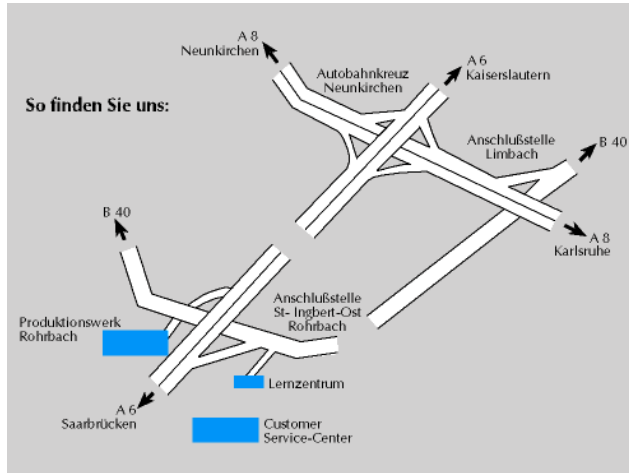 A 8
Neunkirchen
A 6
Kaiserslautern
Autobahnkreuz
Neunkirchen
So finden Sie uns:
Anschlußstelle
Limbach
B 40
B 40
A 8
Karlsruhe
Anschlußstelle
St- Ingbert-Ost
Rohrbach
Produktionswerk
Rohrbach
Lernzentrum
A 6
Saarbrücken
Customer
Service-Center